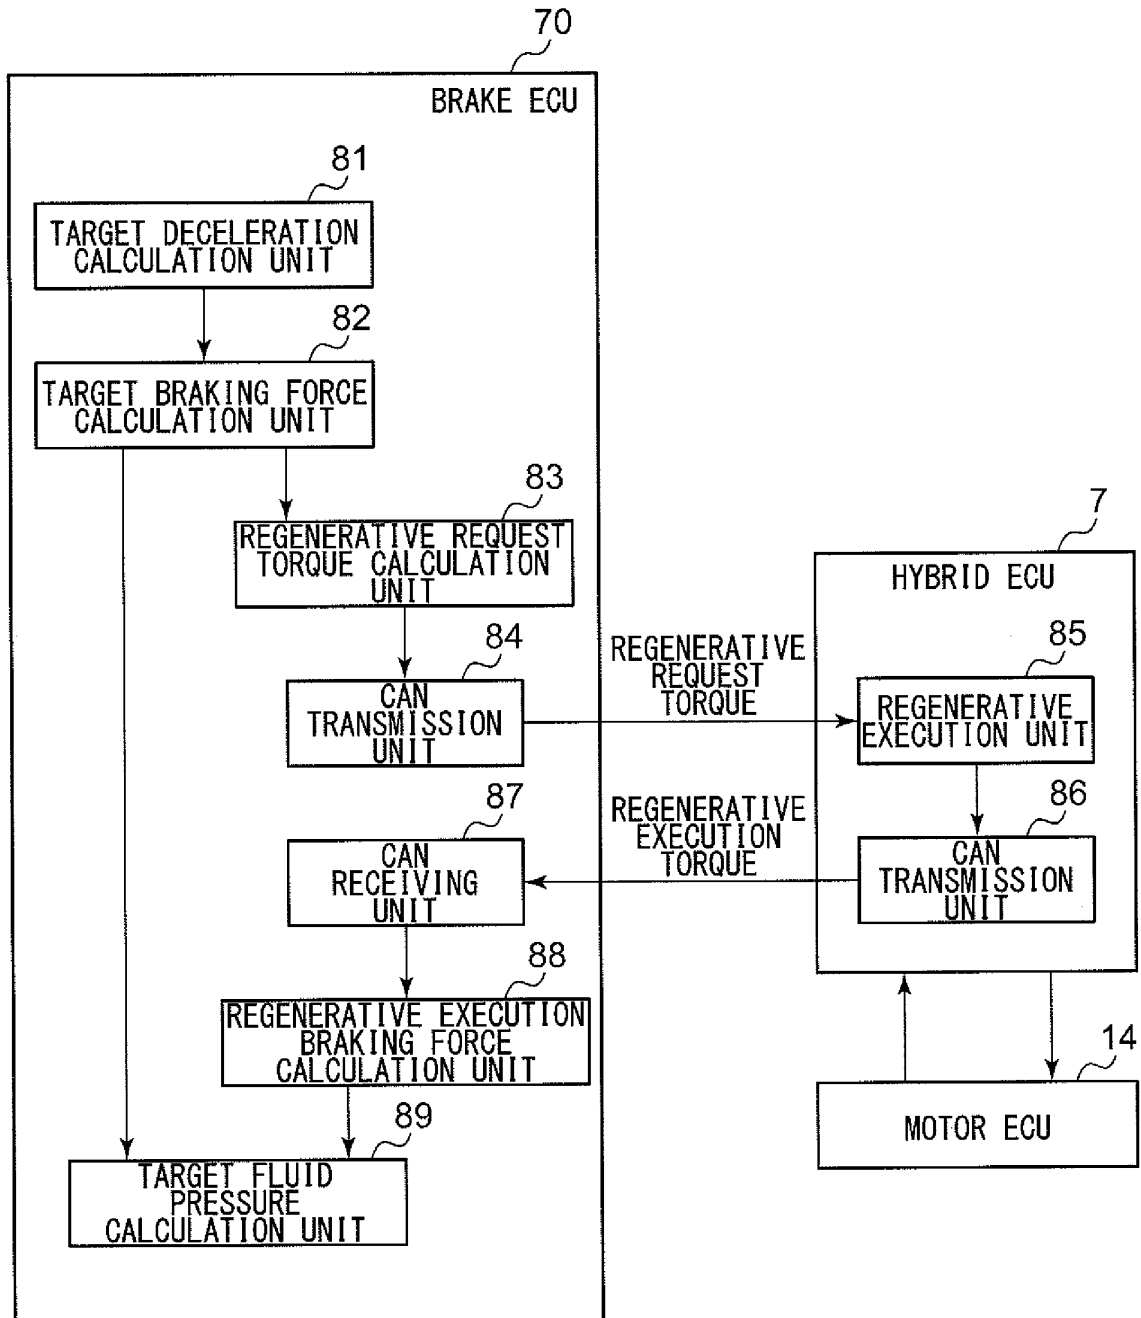 70
BRAKE ECU
81
TARGET DECELERATION
CALCULATION UNIT
82
TARGET BRAKING FORCE
CALCULATION UNIT
83
REGENERATIVE REQUEST
TORQUE CALCULATION
UNIT
84
CAN
TRANSMISSION
UNIT
REGENERATIVE
REQUEST
TORQUE
7
HYBRID ECU
85
REGENERATIVE
EXECUTION UNIT
86
CAN
TRANSMISSION
UNIT
REGENERATIVE
EXECUTION
TORQUE
87
CAN
RECEIVING
UNIT
88
REGENERATIVE EXECUTION
BRAKING FORCE
CALCULATION UNIT
89
TARGET FLUID
PRESSURE
CALCULATION UNIT
14
MOTOR ECU